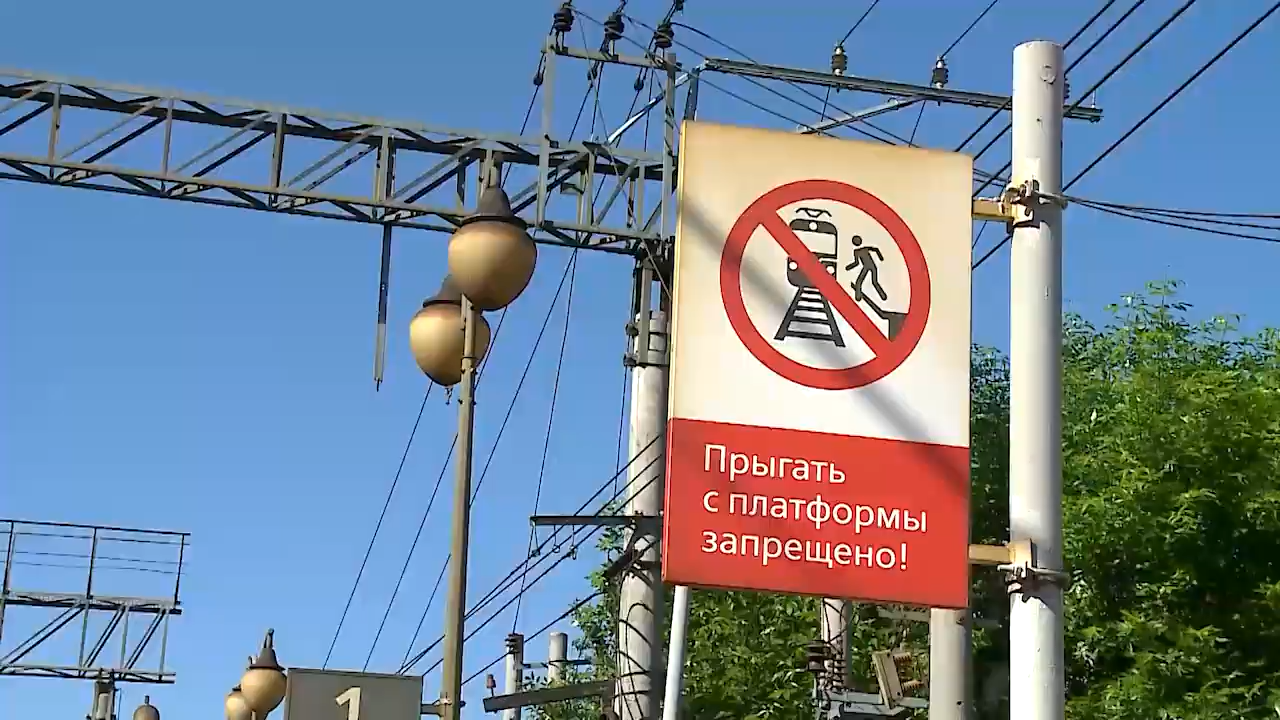 Прыгать
с платформы
запрещено!
1